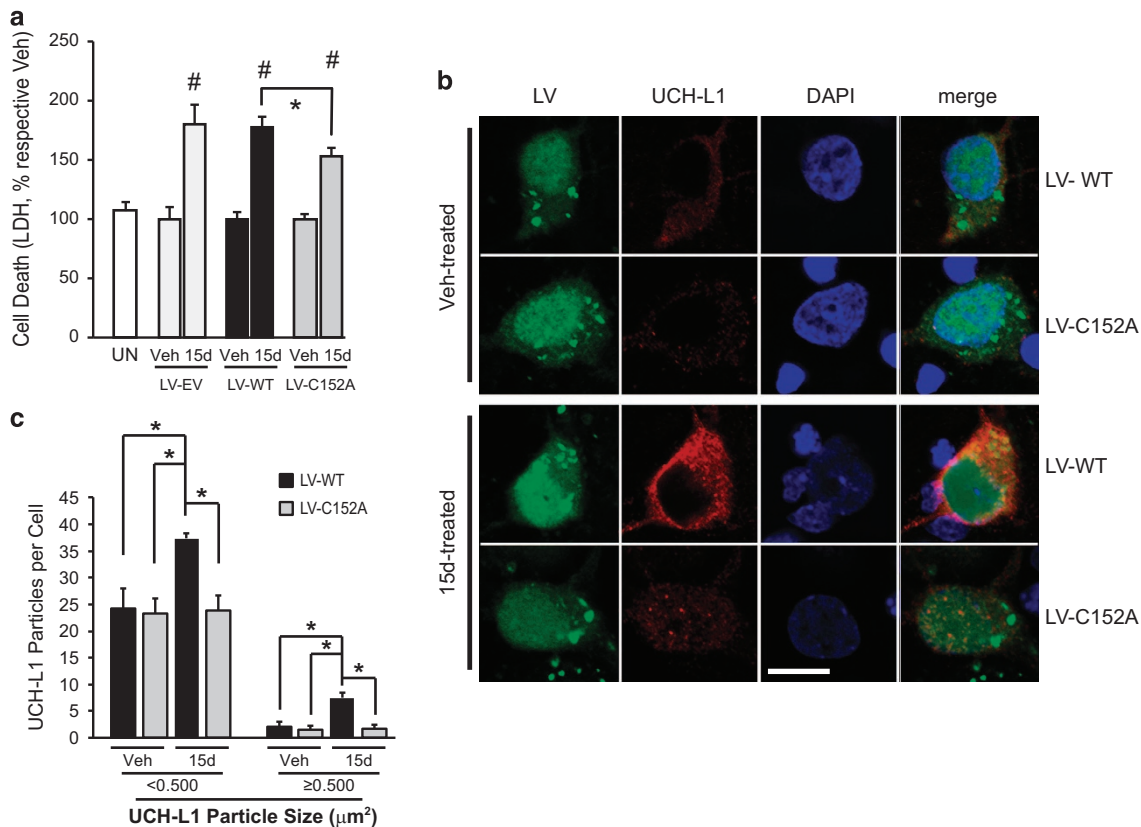 a
Cell Death (LDH, % respective Veh)
250
200
150
100
50
0
#
#
#
*
UN
Veh 15d
Veh 15d
Veh 15d
LV-EV
LV-WT
LV-C152A
b
LV
UCH-L1
DAPI
merge
Veh-treated
LV- WT
LV-C152A
15d-treated
LV-WT
LV-C152A
c
UCH-L1 Particles per Cell
45
40
35
30
25
20
15
10
5
0
*
*
*
LV-WT
LV-C152A
*
*
*
Veh
15d
Veh
15d
<0.500
≥0.500
UCH-L1 Particle Size (μm²)